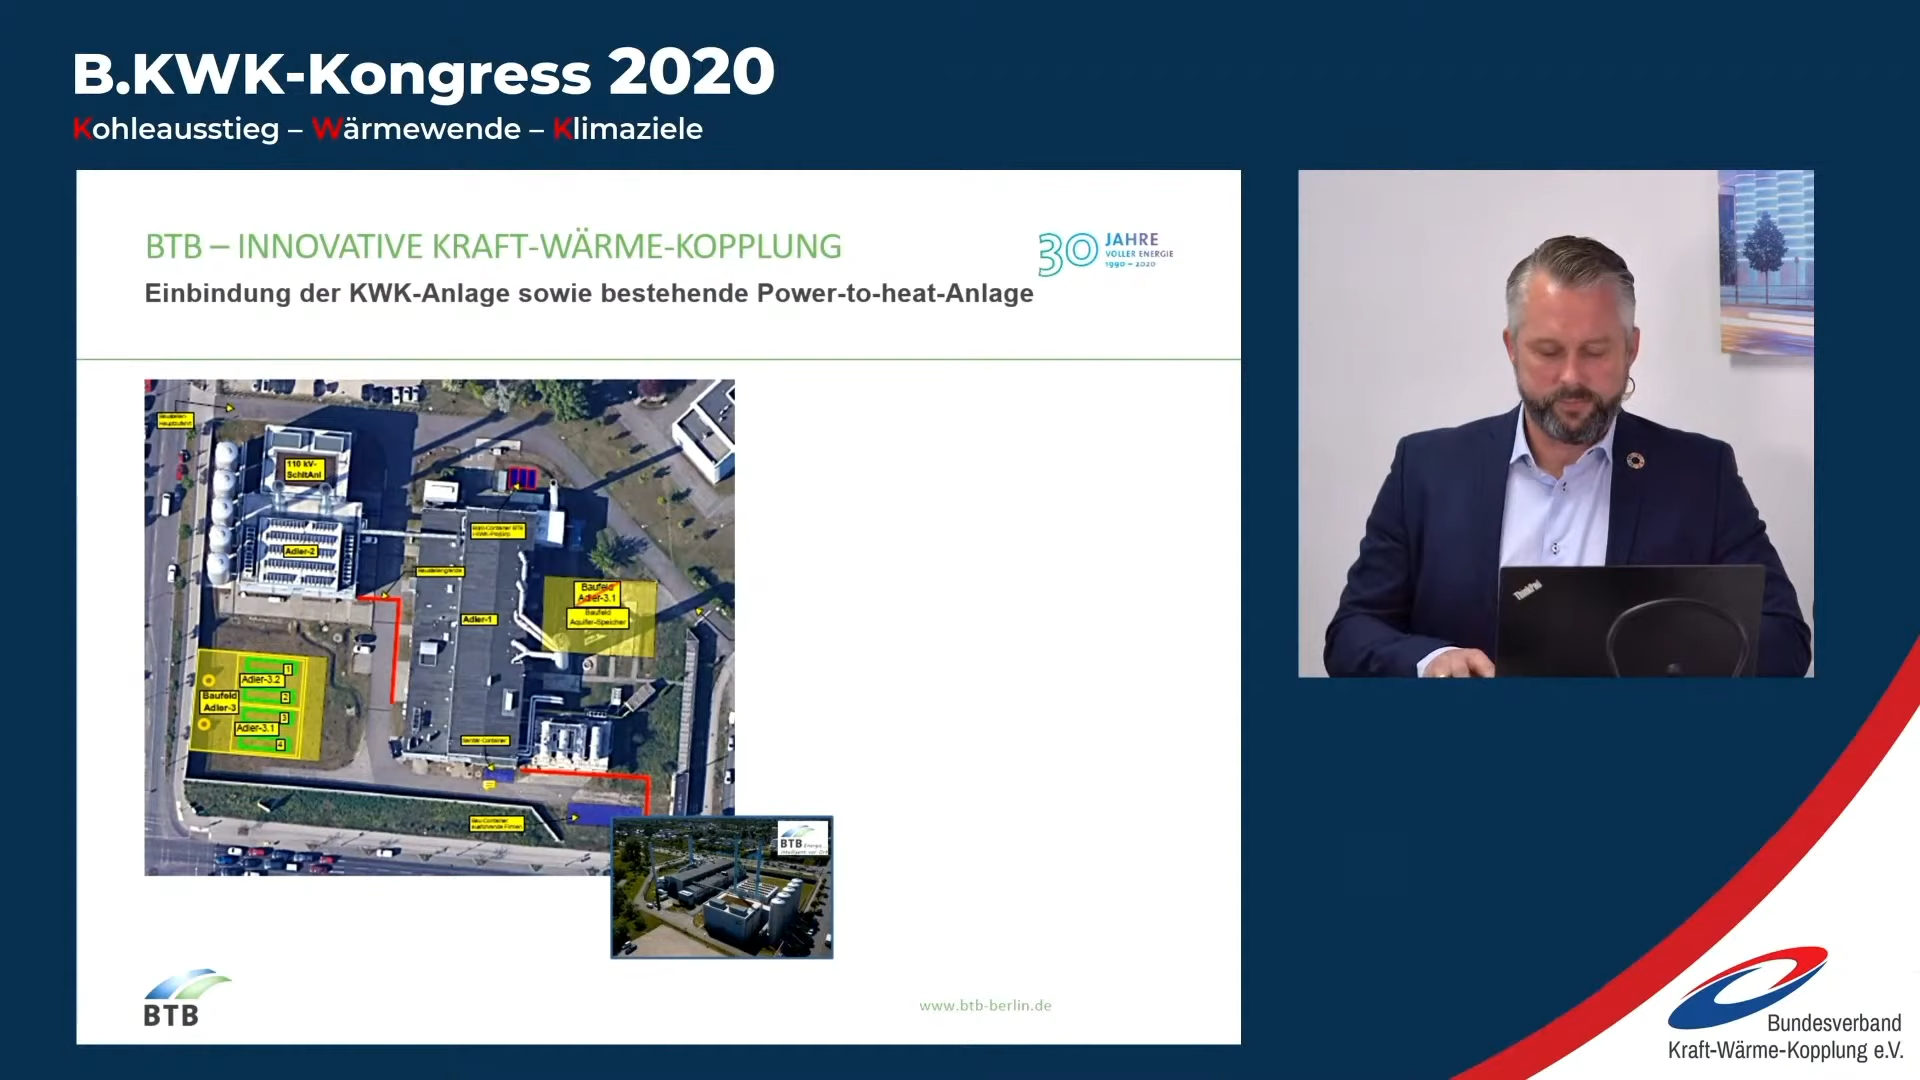 B.KWK-Kongress 2020
Kohleausstieg – Wärmewende – Klimaziele
BTB – INNOVATIVE KRAFT-WÄRME-KOPPLUNG
30 JAHRE
VOLLER ENERGIE
1990 – 2020
Einbindung der KWK-Anlage sowie bestehende Power-to-heat-Anlage
110 kV-
SchltAnl
Adler-2
Adler-1
Baufeld
Adler-3.1
Baufeld
Aquifer-Speicher
1
Adler-3.2
2
Baufeld
Adler-3
3
Adler-3.1
4
BTB
ThinkPad
BTB
www.btb-berlin.de
Bundesverband
Kraft-Wärme-Kopplung e.V.